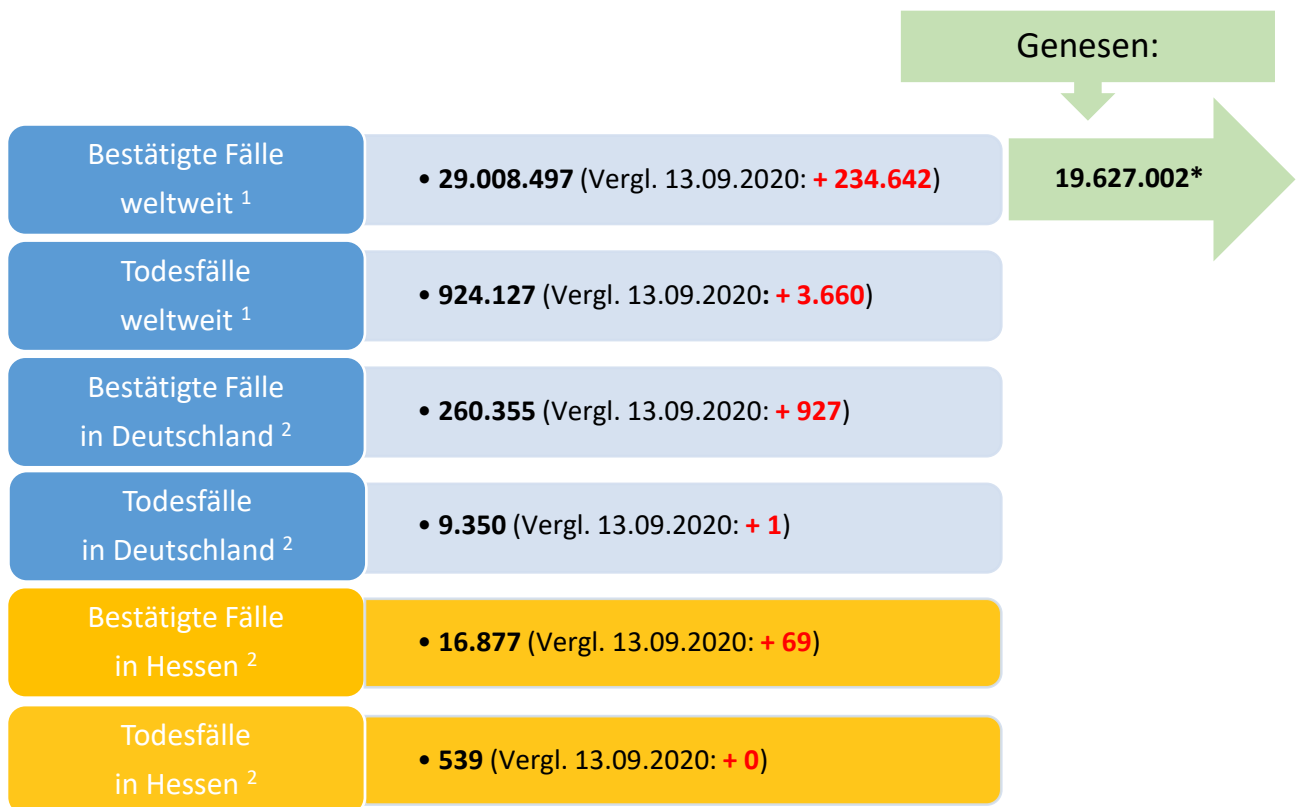 Genesen:
Bestätigte Fälle
weltweit ¹
• 29.008.497 (Vergl. 13.09.2020: + 234.642)
19.627.002*
Todesfälle
weltweit ¹
• 924.127 (Vergl. 13.09.2020: + 3.660)
Bestätigte Fälle
in Deutschland ²
• 260.355 (Vergl. 13.09.2020: + 927)
Todesfälle
in Deutschland ²
• 9.350 (Vergl. 13.09.2020: + 1)
Bestätigte Fälle
in Hessen ²
• 16.877 (Vergl. 13.09.2020: + 69)
Todesfälle
in Hessen ²
• 539 (Vergl. 13.09.2020: + 0)